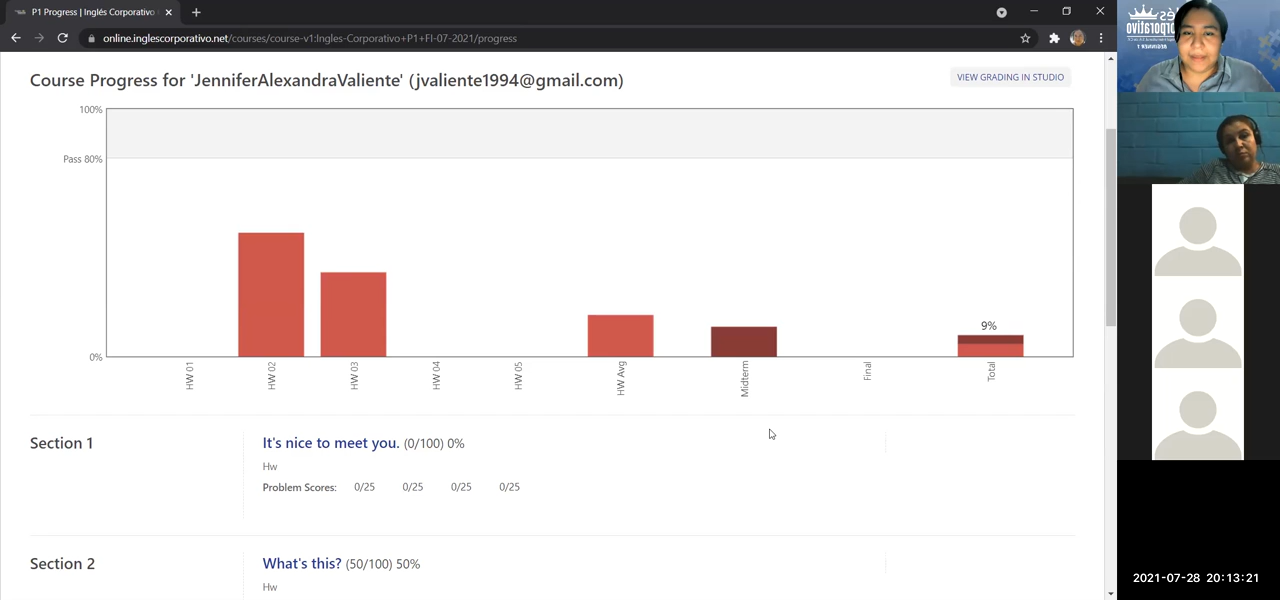 P1 Progress | Inglés Corporativo
online.inglescorporativo.net/courses/course-v1:Ingles-Corporativo+P1+FI-07-2021/progress
Course Progress for 'JenniferAlexandraValiente' (jvaliente1994@gmail.com)
VIEW GRADING IN STUDIO
100%
Pass 80%
0%
9%
HW 01
HW 02
HW 03
HW 04
HW 05
HW Avg
Midterm
Final
Total
Section 1
It's nice to meet you. (0/100) 0%
Hw
Problem Scores: 0/25 0/25 0/25 0/25
Section 2
What's this? (50/100) 50%
Hw
2021-07-28 20:13:21